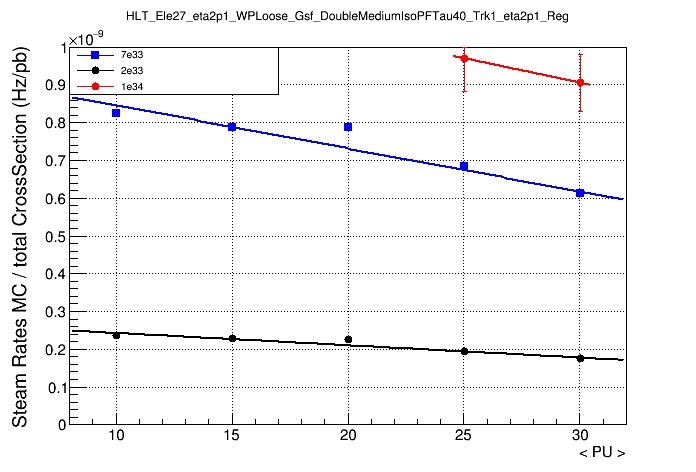 HLT_Ele27_eta2p1_WPLoose_Gsf_DoubleMediumIsoPFTau40_Trk1_eta2p1_Reg
×10⁻⁹
7e33
2e33
1e34
1
0.9
0.8
0.7
0.6
0.5
0.4
0.3
0.2
0.1
0
Steam Rates MC / total CrossSection (Hz/pb)
10 15 20 25 30
< PU >